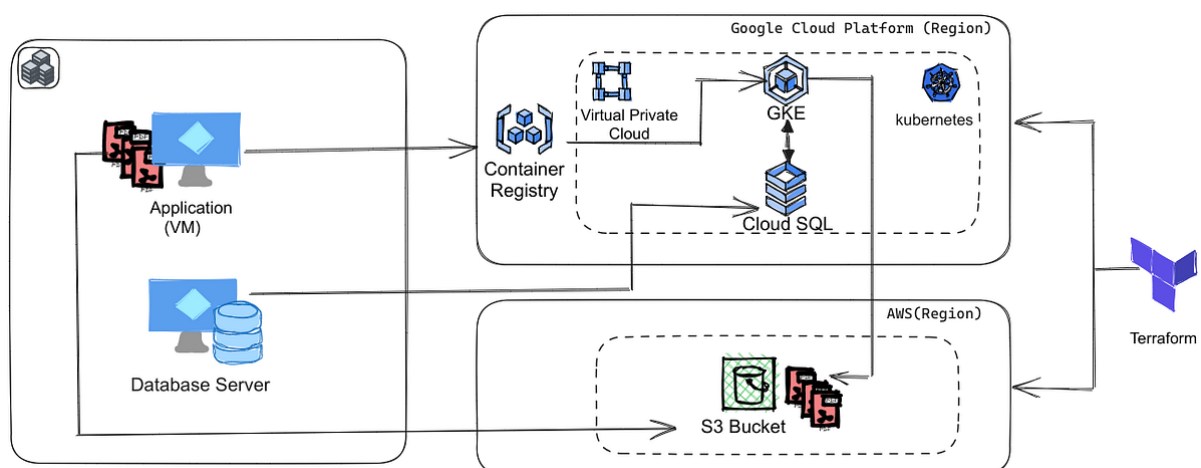 Google Cloud Platform (Region)
Virtual Private
Cloud
GKE
kubernetes
Container
Registry
Application
(VM)
Cloud SQL
AWS(Region)
Terraform
Database Server
S3 Bucket